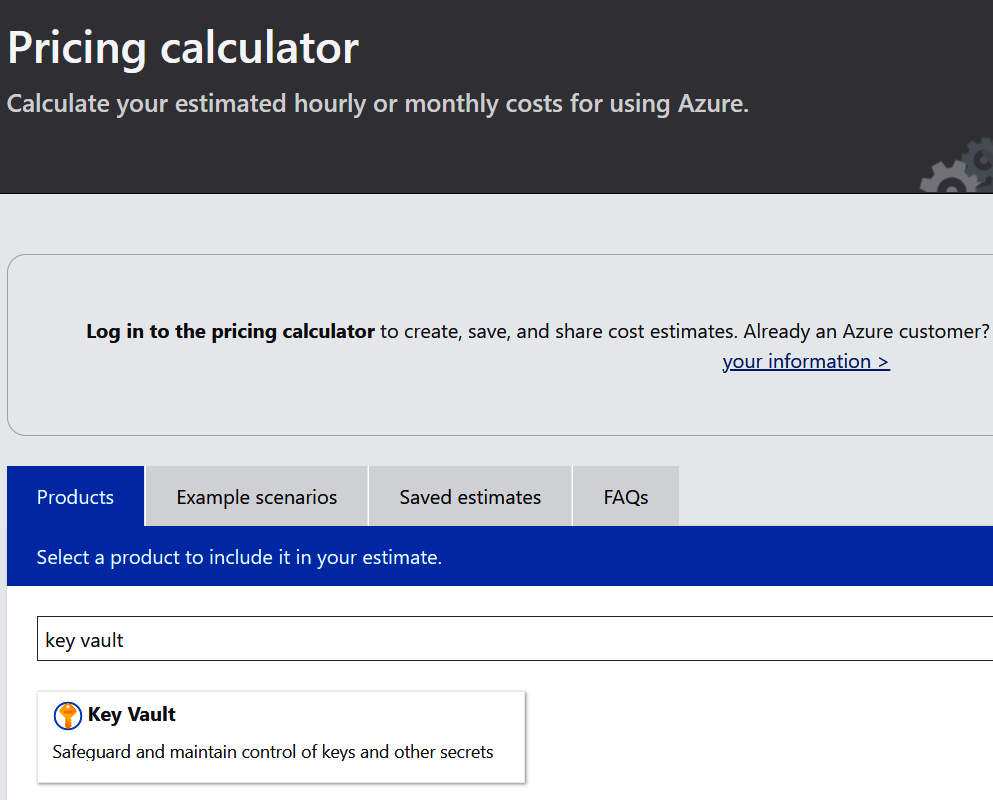 Pricing calculator
Calculate your estimated hourly or monthly costs for using Azure.
Log in to the pricing calculator to create, save, and share cost estimates. Already an Azure customer?
your information >
Products
Example scenarios
Saved estimates
FAQs
Select a product to include it in your estimate.
key vault
Key Vault
Safeguard and maintain control of keys and other secrets